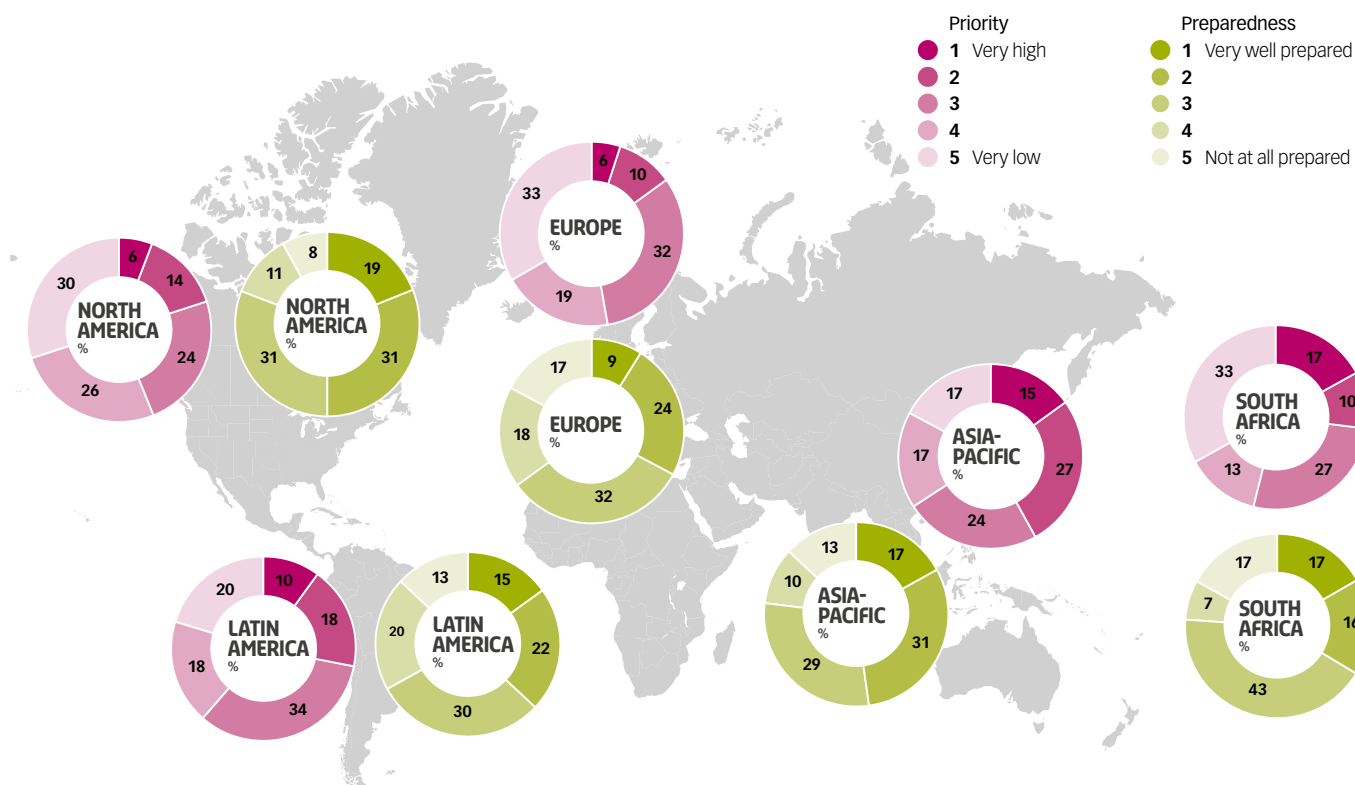 Priority
1 Very high
2
3
4
5 Very low
Preparedness
1 Very well prepared
2
3
4
5 Not at all prepared
NORTH
AMERICA
%
6
14
24
26
30
NORTH
AMERICA
%
19
31
31
11
8
EUROPE
%
6
10
32
19
33
EUROPE
%
9
24
32
18
17
ASIA-
PACIFIC
%
15
27
24
17
17
SOUTH
AFRICA
%
17
10
27
13
33
LATIN
AMERICA
%
10
18
34
18
20
LATIN
AMERICA
%
15
22
30
20
13
ASIA-
PACIFIC
%
17
31
29
10
13
SOUTH
AFRICA
%
17
16
43
7
17